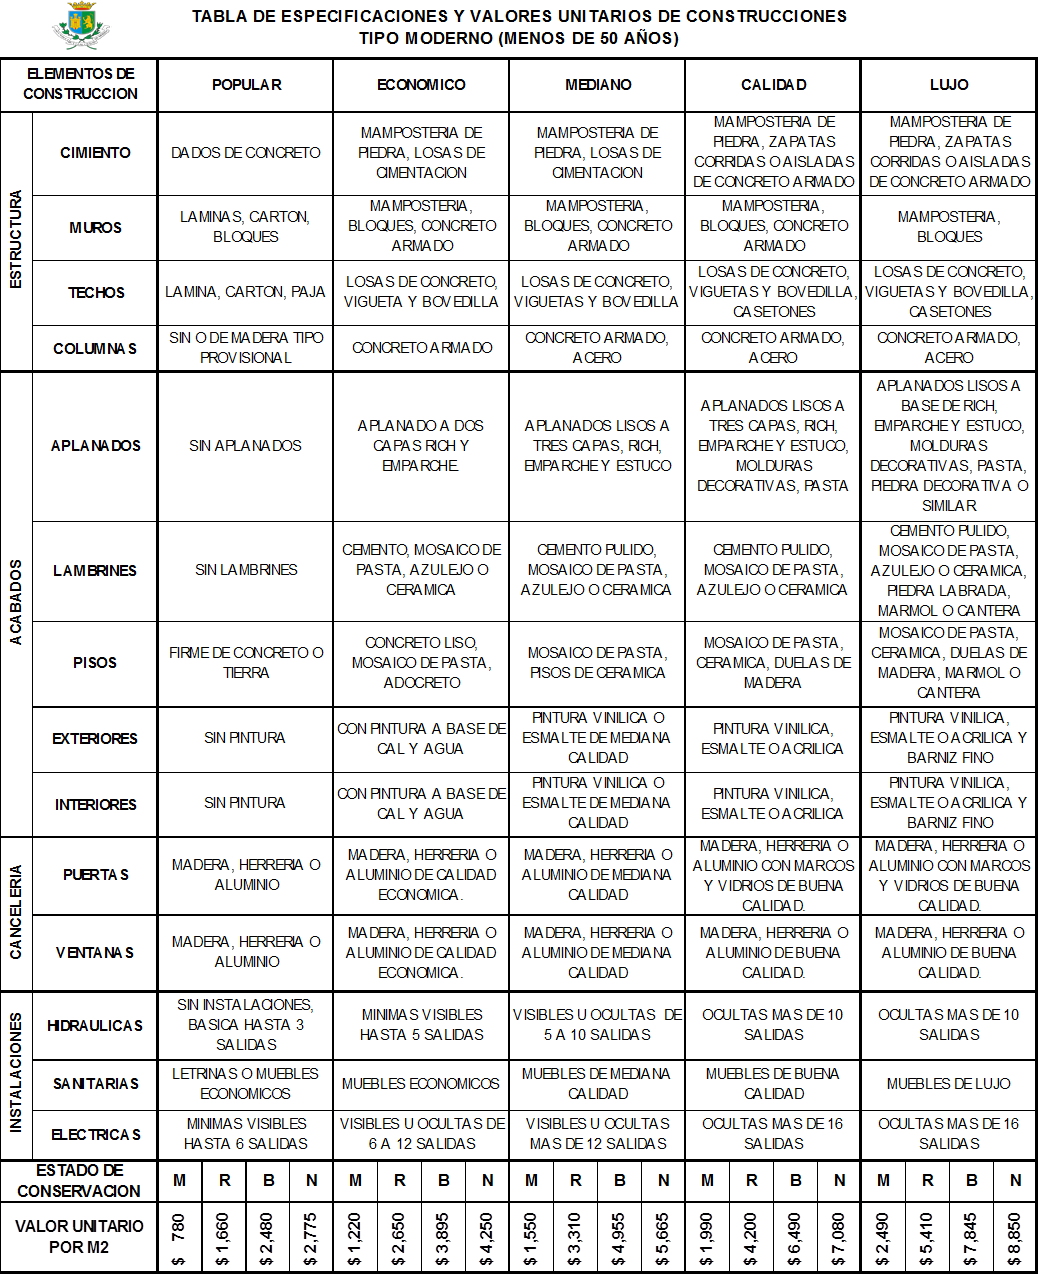 TABLA DE ESPECIFICACIONES Y VALORES UNITARIOS DE CONSTRUCCIONES
TIPO MODERNO (MENOS DE 50 AÑOS)
ELEMENTOS DE
CONSTRUCCION
POPULAR
ECONOMICO
MEDIANO
CALIDAD
LUJO
ESTRUCTURA
CIMIENTO
DADOS DE CONCRETO
MAMPOSTERIA DE
PIEDRA, LOSAS DE
CIMENTACION
MAMPOSTERIA DE
PIEDRA, LOSAS DE
CIMENTACION
MAMPOSTERIA DE
PIEDRA, ZAPATAS
CORRIDAS O AISLADAS
DE CONCRETO ARMADO
MAMPOSTERIA DE
PIEDRA, ZAPATAS
CORRIDAS O AISLADAS
DE CONCRETO ARMADO
MUROS
LAMINAS, CARTON,
BLOQUES
MAMPOSTERIA,
BLOQUES, CONCRETO
ARMADO
MAMPOSTERIA,
BLOQUES, CONCRETO
ARMADO
MAMPOSTERIA,
BLOQUES, CONCRETO
ARMADO
MAMPOSTERIA,
BLOQUES
TECHOS
LAMINA, CARTON, PAJA
LOSAS DE CONCRETO,
VIGUETA Y BOVEDILLA
LOSAS DE CONCRETO,
VIGUETAS Y BOVEDILLA
LOSAS DE CONCRETO,
VIGUETAS Y BOVEDILLA,
CASETONES
LOSAS DE CONCRETO,
VIGUETAS Y BOVEDILLA,
CASETONES
COLUMNAS
SIN O DE MADERA TIPO
PROVISIONAL
CONCRETO ARMADO
CONCRETO ARMADO,
ACERO
CONCRETO ARMADO,
ACERO
CONCRETO ARMADO,
ACERO
ACABADOS
APLANADOS
SIN APLANADOS
APLANADO A DOS
CAPAS RICH Y
EMPARCHE.
APLANADOS LISOS A
TRES CAPAS, RICH,
EMPARCHE Y ESTUCO
APLANADOS LISOS A
TRES CAPAS, RICH,
EMPARCHE Y ESTUCO,
MOLDURAS
DECORATIVAS, PASTA
APLANADOS LISOS A
BASE DE RICH,
EMPARCHE Y ESTUCO,
MOLDURAS
DECORATIVAS, PASTA,
PIEDRA DECORATIVA O
SIMILAR
LAMBRINES
SIN LAMBRINES
CEMENTO, MOSAICO DE
PASTA, AZULEJO O
CERAMICA
CEMENTO PULIDO,
MOSAICO DE PASTA,
AZULEJO O CERAMICA
CEMENTO PULIDO,
MOSAICO DE PASTA,
AZULEJO O CERAMICA
CEMENTO PULIDO,
MOSAICO DE PASTA,
AZULEJO O CERAMICA,
PIEDRA LABRADA,
MARMOL O CANTERA
PISOS
FIRME DE CONCRETO O
TIERRA
CONCRETO LISO,
MOSAICO DE PASTA,
ADOCRETO
MOSAICO DE PASTA,
PISOS DE CERAMICA
MOSAICO DE PASTA,
CERAMICA, DUELAS DE
MADERA
MOSAICO DE PASTA,
CERAMICA, DUELAS DE
MADERA, MARMOL O
CANTERA
EXTERIORES
SIN PINTURA
CON PINTURA A BASE DE
CAL Y AGUA
PINTURA VINILICA O
ESMALTE DE MEDIANA
CALIDAD
PINTURA VINILICA,
ESMALTE O ACRILICA
PINTURA VINILICA,
ESMALTE O ACRILICA Y
BARNIZ FINO
INTERIORES
SIN PINTURA
CON PINTURA A BASE DE
CAL Y AGUA
PINTURA VINILICA O
ESMALTE DE MEDIANA
CALIDAD
PINTURA VINILICA,
ESMALTE O ACRILICA
PINTURA VINILICA,
ESMALTE O ACRILICA Y
BARNIZ FINO
CANCELERIA
PUERTAS
MADERA, HERRERIA O
ALUMINIO
MADERA, HERRERIA O
ALUMINIO DE CALIDAD
ECONOMICA.
MADERA, HERRERIA O
ALUMINIO DE MEDIANA
CALIDAD
MADERA, HERRERIA O
ALUMINIO CON MARCOS
Y VIDRIOS DE BUENA
CALIDAD.
MADERA, HERRERIA O
ALUMINIO CON MARCOS
Y VIDRIOS DE BUENA
CALIDAD.
VENTANAS
MADERA, HERRERIA O
ALUMINIO
MADERA, HERRERIA O
ALUMINIO DE CALIDAD
ECONOMICA.
MADERA, HERRERIA O
ALUMINIO DE MEDIANA
CALIDAD
MADERA, HERRERIA O
ALUMINIO DE BUENA
CALIDAD.
MADERA, HERRERIA O
ALUMINIO DE BUENA
CALIDAD.
INSTALACIONES
HIDRAULICAS
SIN INSTALACIONES,
BASICA HASTA 3
SALIDAS
MINIMAS VISIBLES
HASTA 5 SALIDAS
VISIBLES U OCULTAS DE
5 A 10 SALIDAS
OCULTAS MAS DE 10
SALIDAS
OCULTAS MAS DE 10
SALIDAS
SANITARIAS
LETRINAS O MUEBLES
ECONOMICOS
MUEBLES ECONOMICOS
MUEBLES DE MEDIANA
CALIDAD
MUEBLES DE BUENA
CALIDAD
MUEBLES DE LUJO
ELECTRICAS
MINIMAS VISIBLES
HASTA 6 SALIDAS
VISIBLES U OCULTAS DE
6 A 12 SALIDAS
VISIBLES U OCULTAS
MAS DE 12 SALIDAS
OCULTAS MAS DE 16
SALIDAS
OCULTAS MAS DE 16
SALIDAS
ESTADO DE
CONSERVACION
M R B N M R B N M R B N M R B N M R B N
VALOR UNITARIO
POR M2
$ 780
$ 1,660
$ 2,480
$ 2,775
$ 1,220
$ 2,650
$ 3,895
$ 4,250
$ 1,550
$ 3,310
$ 4,955
$ 5,665
$ 1,990
$ 4,200
$ 6,490
$ 7,080
$ 2,490
$ 5,410
$ 7,845
$ 8,850